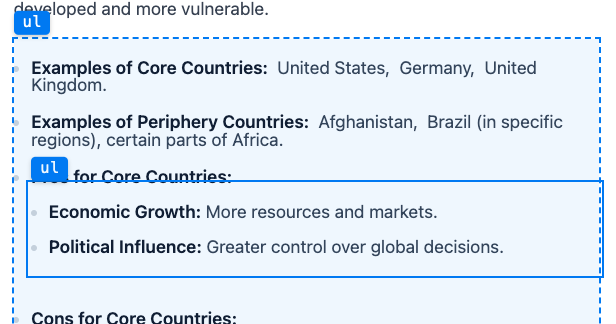 developed and more vulnerable.
ul
Examples of Core Countries: United States, Germany, United
Kingdom.
Examples of Periphery Countries: Afghanistan, Brazil (in specific
regions), certain parts of Africa.
ul
for Core Countries:
Economic Growth: More resources and markets.
Political Influence: Greater control over global decisions.
Cons for Core Countries: